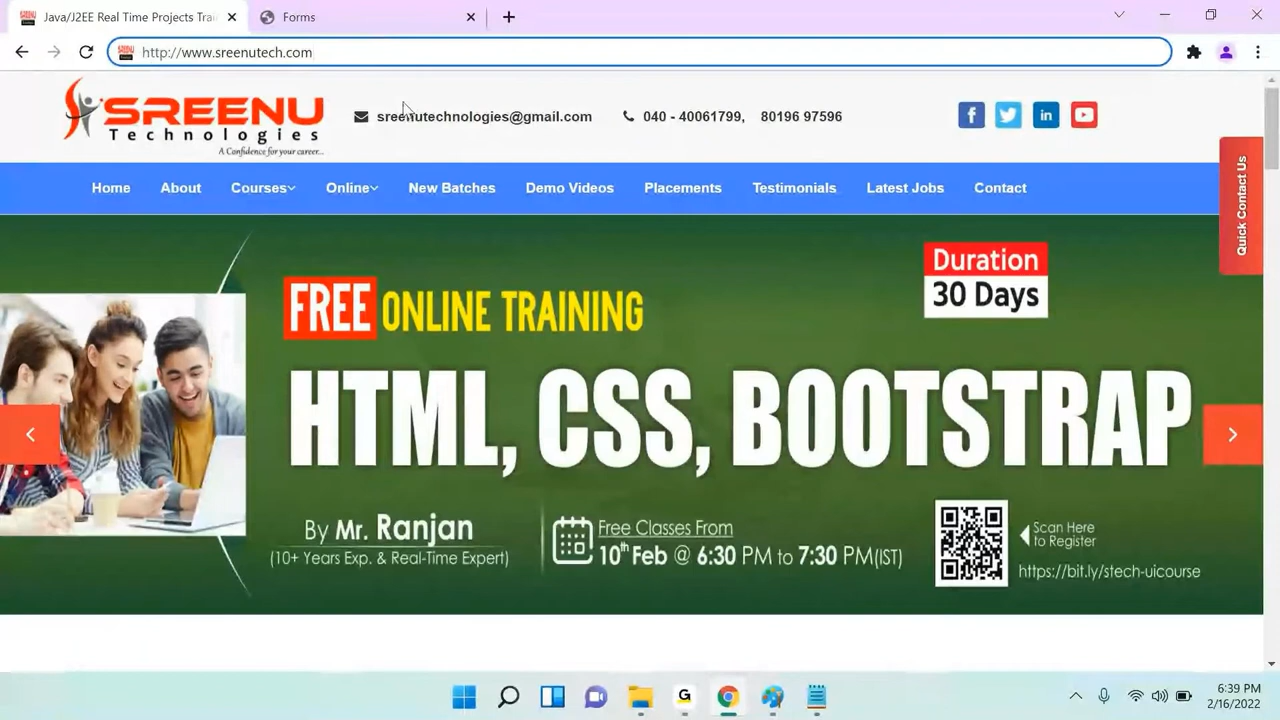 Java/J2EE Real Time Projects Trai
Forms
http://www.sreenutech.com
SREENU
Technologies
A Confidence for your career...
sreenutechnologies@gmail.com
040 - 40061799, 80196 97596
Home About Courses Online New Batches Demo Videos Placements Testimonials Latest Jobs Contact
Quick Contact Us
Duration
30 Days
FREE ONLINE TRAINING
HTML, CSS, BOOTSTRAP
By Mr. Ranjan
(10+ Years Exp. & Real-Time Expert)
Free Classes From
10th Feb @ 6:30 PM to 7:30 PM(IST)
Scan Here
to Register
https://bit.ly/stech-uicourse
6:39 PM
2/16/2022